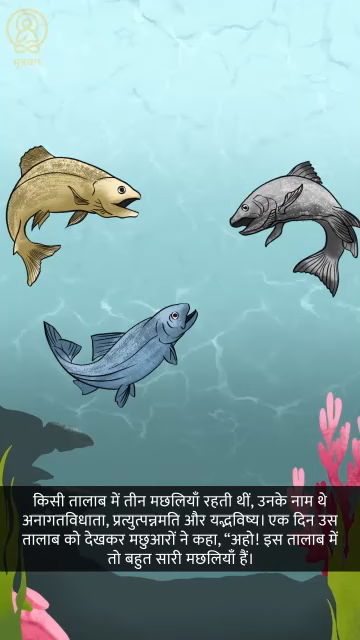 किसी तालाब में तीन मछलियाँ रहती थीं, उनके नाम थे
अनागतविधाता, प्रत्युत्पन्नमति और यद्भविष्य। एक दिन उस
तालाब को देखकर मछुआरों ने कहा, “अहो! इस तालाब में
तो बहुत सारी मछलियाँ हैं।